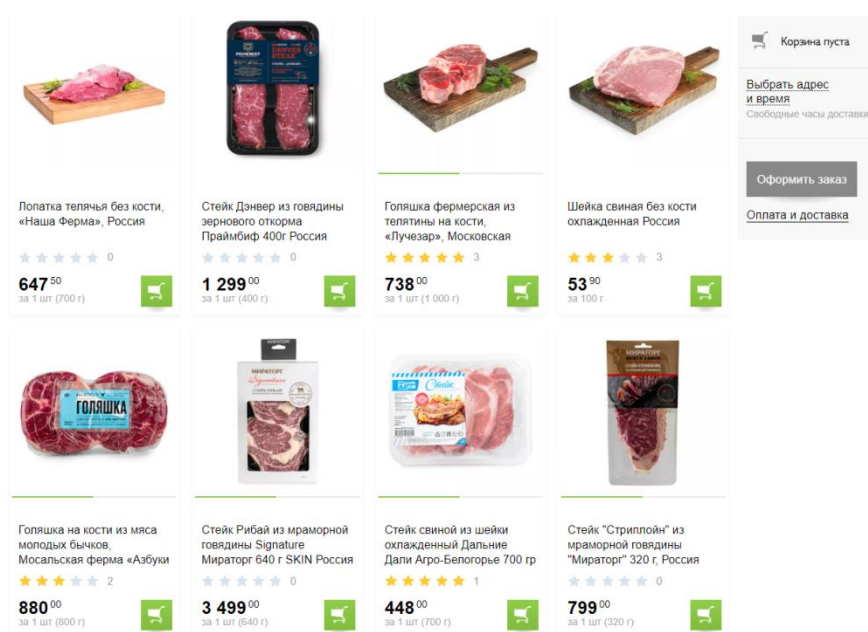 Корзина пуста
Выбрать адрес
и время
Свободные часы доставки
Оформить заказ
Оплата и доставка
DENVER
STEAK
Лопатка телячья без кости,
«Наша Ферма», Россия
0
647 50
за 1 шт (700 г)
Стейк Дэнвер из говядины
зернового откорма
Праймбиф 400г Россия
0
1 299 00
за 1 шт (400 г)
Голяшка фермерская из
телятины на кости,
«Лучезар», Московская
3
738 00
за 1 шт (1 000 г)
Шейка свиная без кости
охлажденная Россия
3
53 90
за 100 г
ГОЛЯШКА
МИРАТОРГ
МИРАТОРГ
Signature
СТЕЙК РИБАЙ
Стейк
МИРАТОРГ
Голяшка на кости из мяса
молодых бычков,
Мосальская ферма «Азбуки
2
880 00
за 1 шт (800 г)
Стейк Рибай из мраморной
говядины Signature
Мираторг 640 г SKIN Россия
0
3 499 00
за 1 шт (640 г)
Стейк свиной из шейки
охлажденный Дальние
Дали Агро-Белогорье 700 гр
1
448 00
за 1 шт (700 г)
Стейк "Стриплойн" из
мраморной говядины
"Мираторг" 320 г, Россия
0
799 00
за 1 шт (320 г)